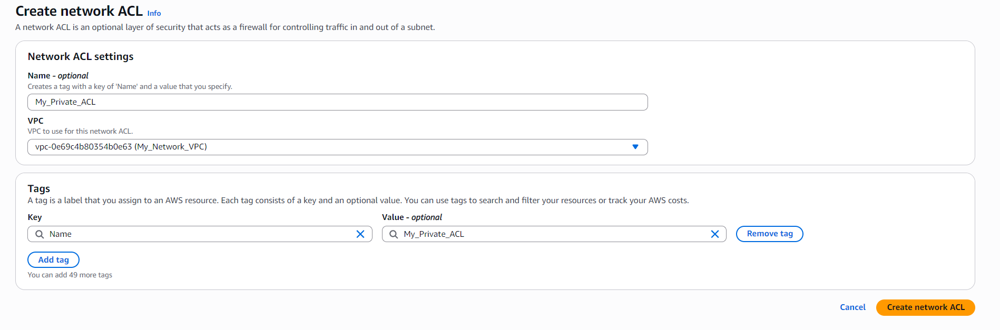 Create network ACL Info
A network ACL is an optional layer of security that acts as a firewall for controlling traffic in and out of a subnet.
Network ACL settings
Name - optional
Creates a tag with a key of 'Name' and a value that you specify.
My_Private_ACL
VPC
VPC to use for this network ACL.
vpc-0e69c4b80354b0e63 (My_Network_VPC)
Tags
A tag is a label that you assign to an AWS resource. Each tag consists of a key and an optional value. You can use tags to search and filter your resources or track your AWS costs.
Key
Value - optional
Name
My_Private_ACL
Remove tag
Add tag
You can add 49 more tags
Cancel
Create network ACL